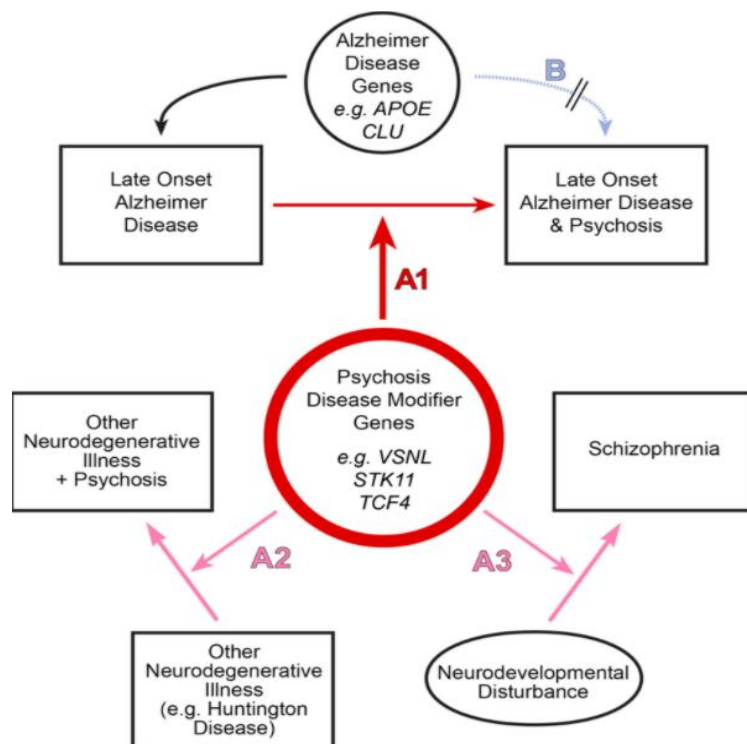 Alzheimer
Disease
Genes
e.g. APOE
CLU
B
Late Onset
Alzheimer
Disease
Late Onset
Alzheimer Disease
& Psychosis
A1
Psychosis
Disease Modifier
Genes
e.g. VSNL
STK11
TCF4
Other
Neurodegenerative
Illness
+ Psychosis
Schizophrenia
A2
A3
Other
Neurodegenerative
Illness
(e.g. Huntington
Disease)
Neurodevelopmental
Disturbance